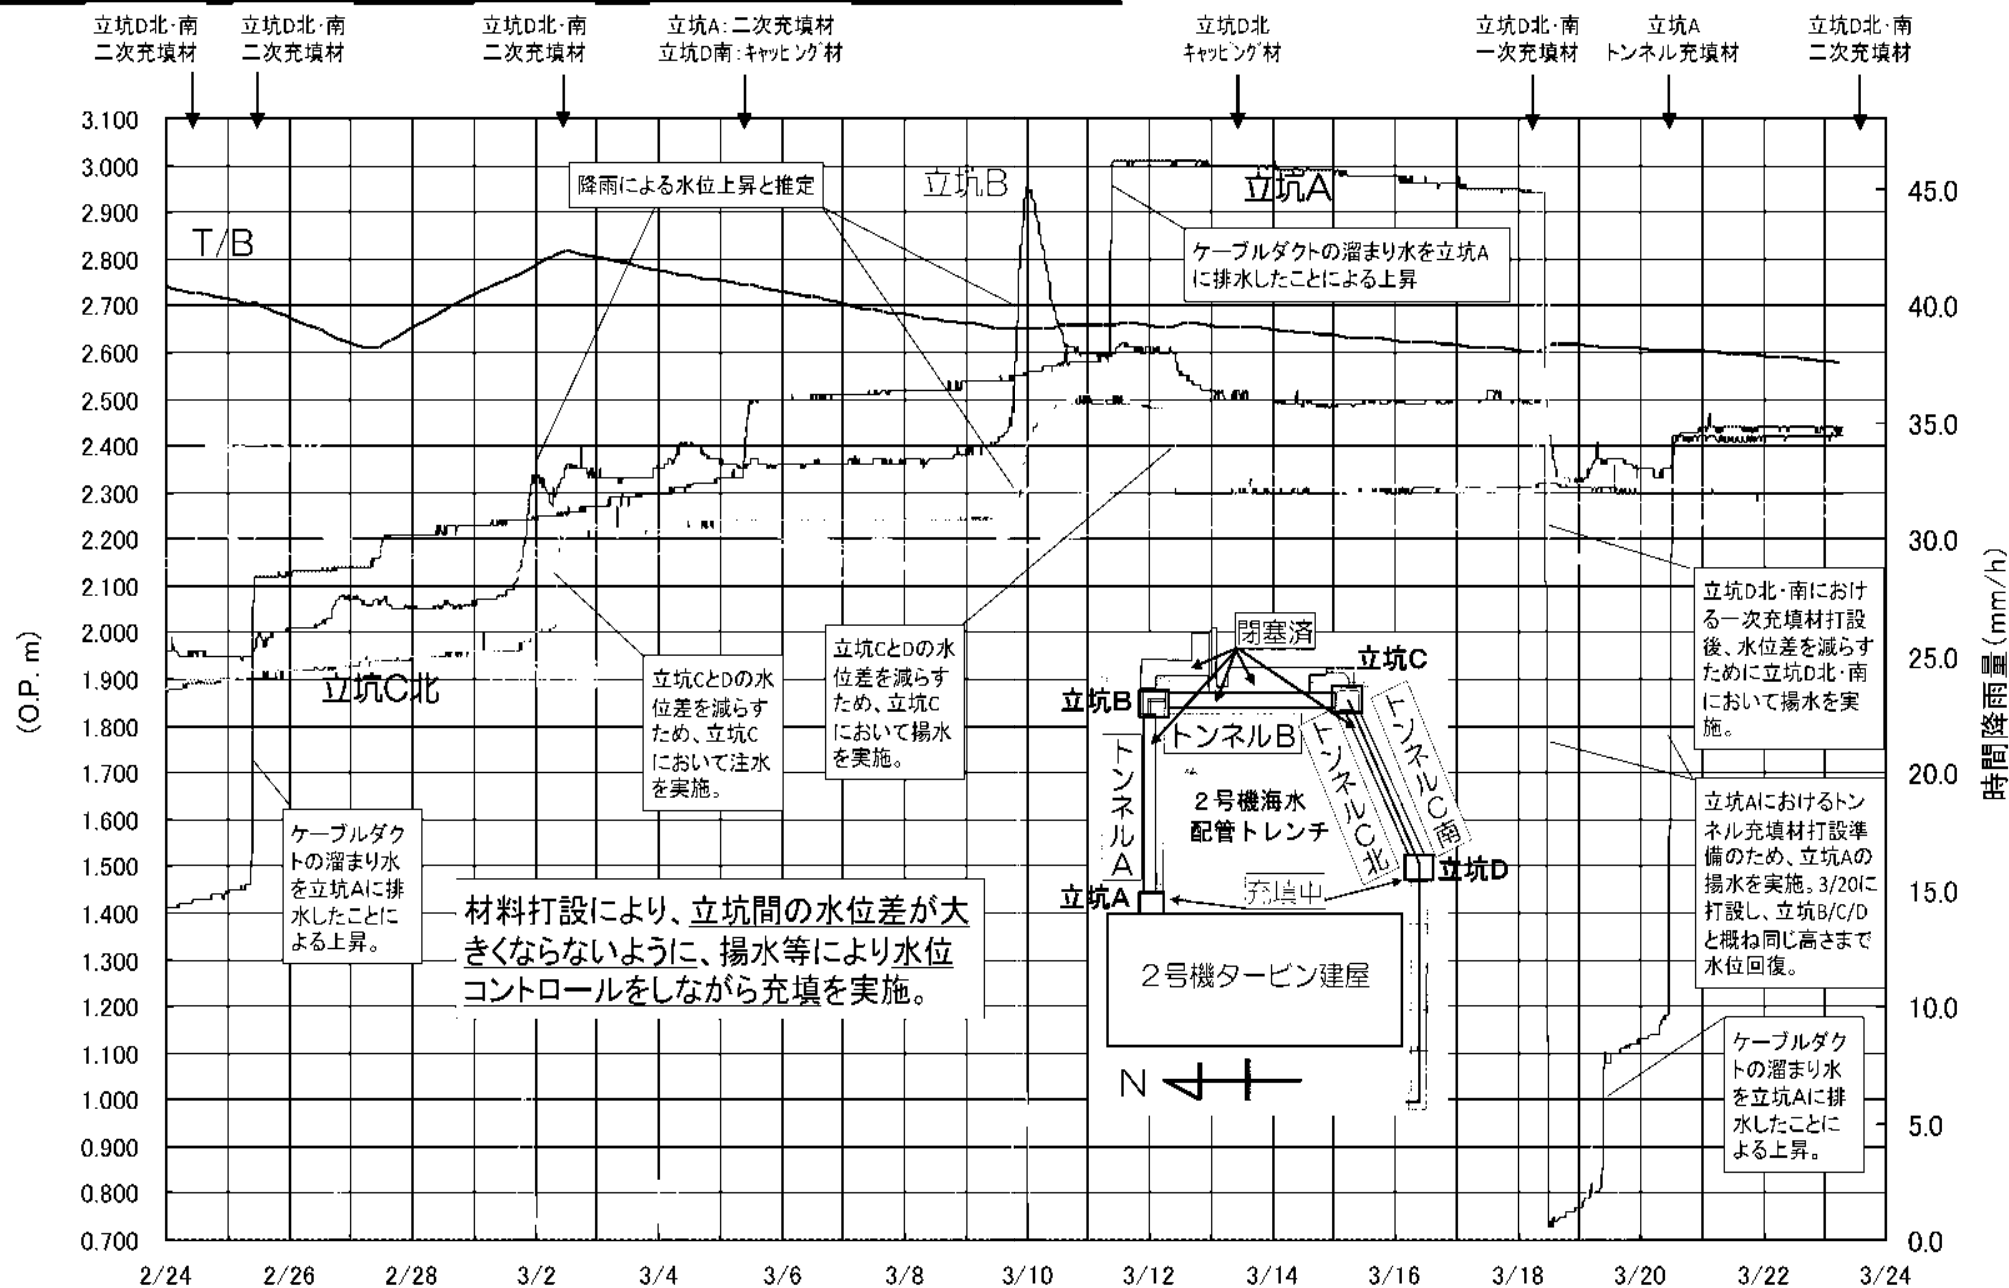 立坑D北・南
二次充填材
立坑D北・南
二次充填材
立坑D北・南
二次充填材
立坑A:二次充填材
立坑D南:キャッピング材
立坑D北
キャッピング材
立坑D北・南
一次充填材
立坑A
トンネル充填材
立坑D北・南
二次充填材
3.100
3.000
2.900
2.800
2.700
2.600
2.500
2.400
2.300
2.200
2.100
2.000
1.900
1.800
1.700
1.600
1.500
1.400
1.300
1.200
1.100
1.000
0.900
0.800
0.700
(O.P. m)
45.0
40.0
35.0
30.0
25.0
20.0
15.0
10.0
5.0
0.0
時間降雨量(mm/h)
2/24
2/26
2/28
3/2
3/4
3/6
3/8
3/10
3/12
3/14
3/16
3/18
3/20
3/22
3/24
T/B
降雨による水位上昇と推定
立坑B
立坑A
ケーブルダクトの溜まり水を立坑A
に排水したことによる上昇
立坑C北
ケーブルダク
トの溜まり水
を立坑Aに排
水したことに
よる上昇。
立坑CとDの水
位差を減らす
ため、立坑C
において注水
を実施。
立坑CとDの水
位差を減らす
ため、立坑C
において揚水
を実施。
立坑D北・南におけ
る一次充填材打設
後、水位差を減らす
ために立坑D北・南
において揚水を実
施。
立坑Aにおけるトン
ネル充填材打設準
備のため、立坑Aの
揚水を実施。3/20に
打設し、立坑B/C/D
と概ね同じ高さまで
水位回復。
ケーブルダク
トの溜まり水
を立坑Aに排
水したことに
よる上昇。
材料打設により、立坑間の水位差が大
きくならないように、揚水等により水位
コントロールをしながら充填を実施。
閉塞済
立坑C
立坑B
トンネルB
トンネルA
トンネルC北
トンネルC南
2号機海水
配管トレンチ
立坑D
充填中
立坑A
2号機タービン建屋
N